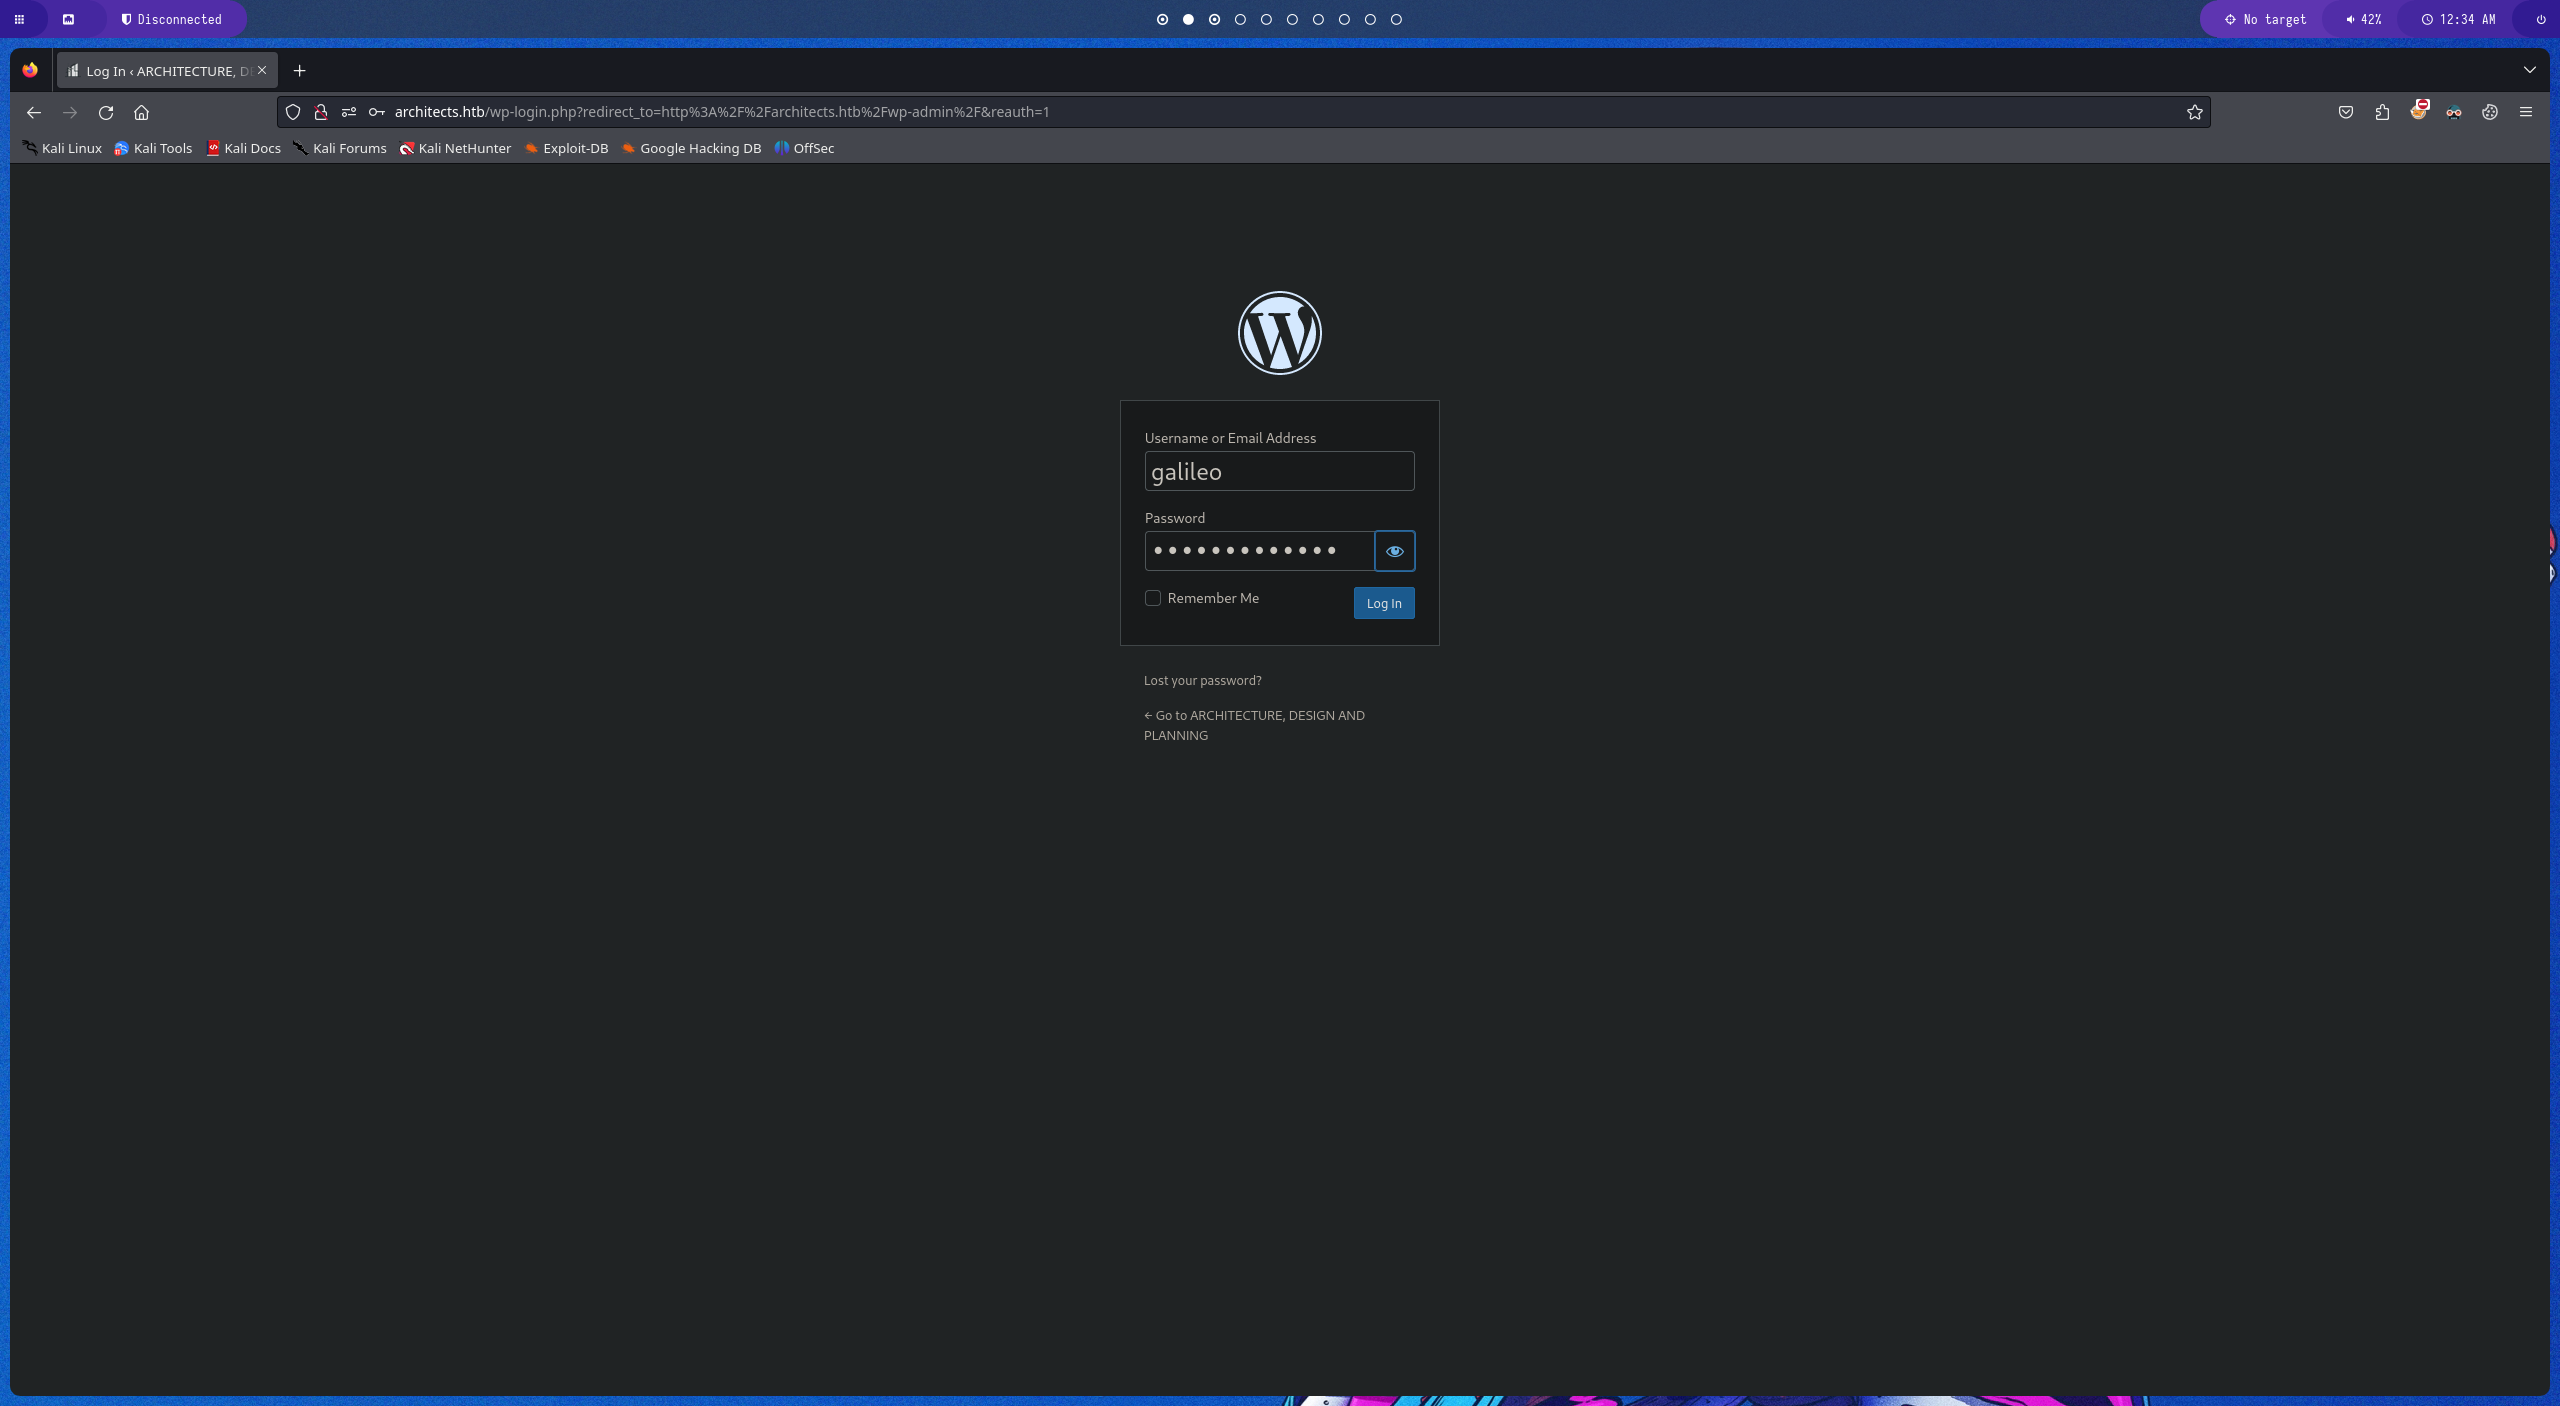 Disconnected
No target
42%
12:34 AM
Log In ‹ ARCHITECTURE, DE
architects.htb/wp-login.php?redirect_to=http%3A%2F%2Farchitects.htb%2Fwp-admin%2F&reauth=1
Kali Linux
Kali Tools
Kali Docs
Kali Forums
Kali NetHunter
Exploit-DB
Google Hacking DB
OffSec
Username or Email Address
galileo
Password
Remember Me
Log In
Lost your password?
← Go to ARCHITECTURE, DESIGN AND
PLANNING